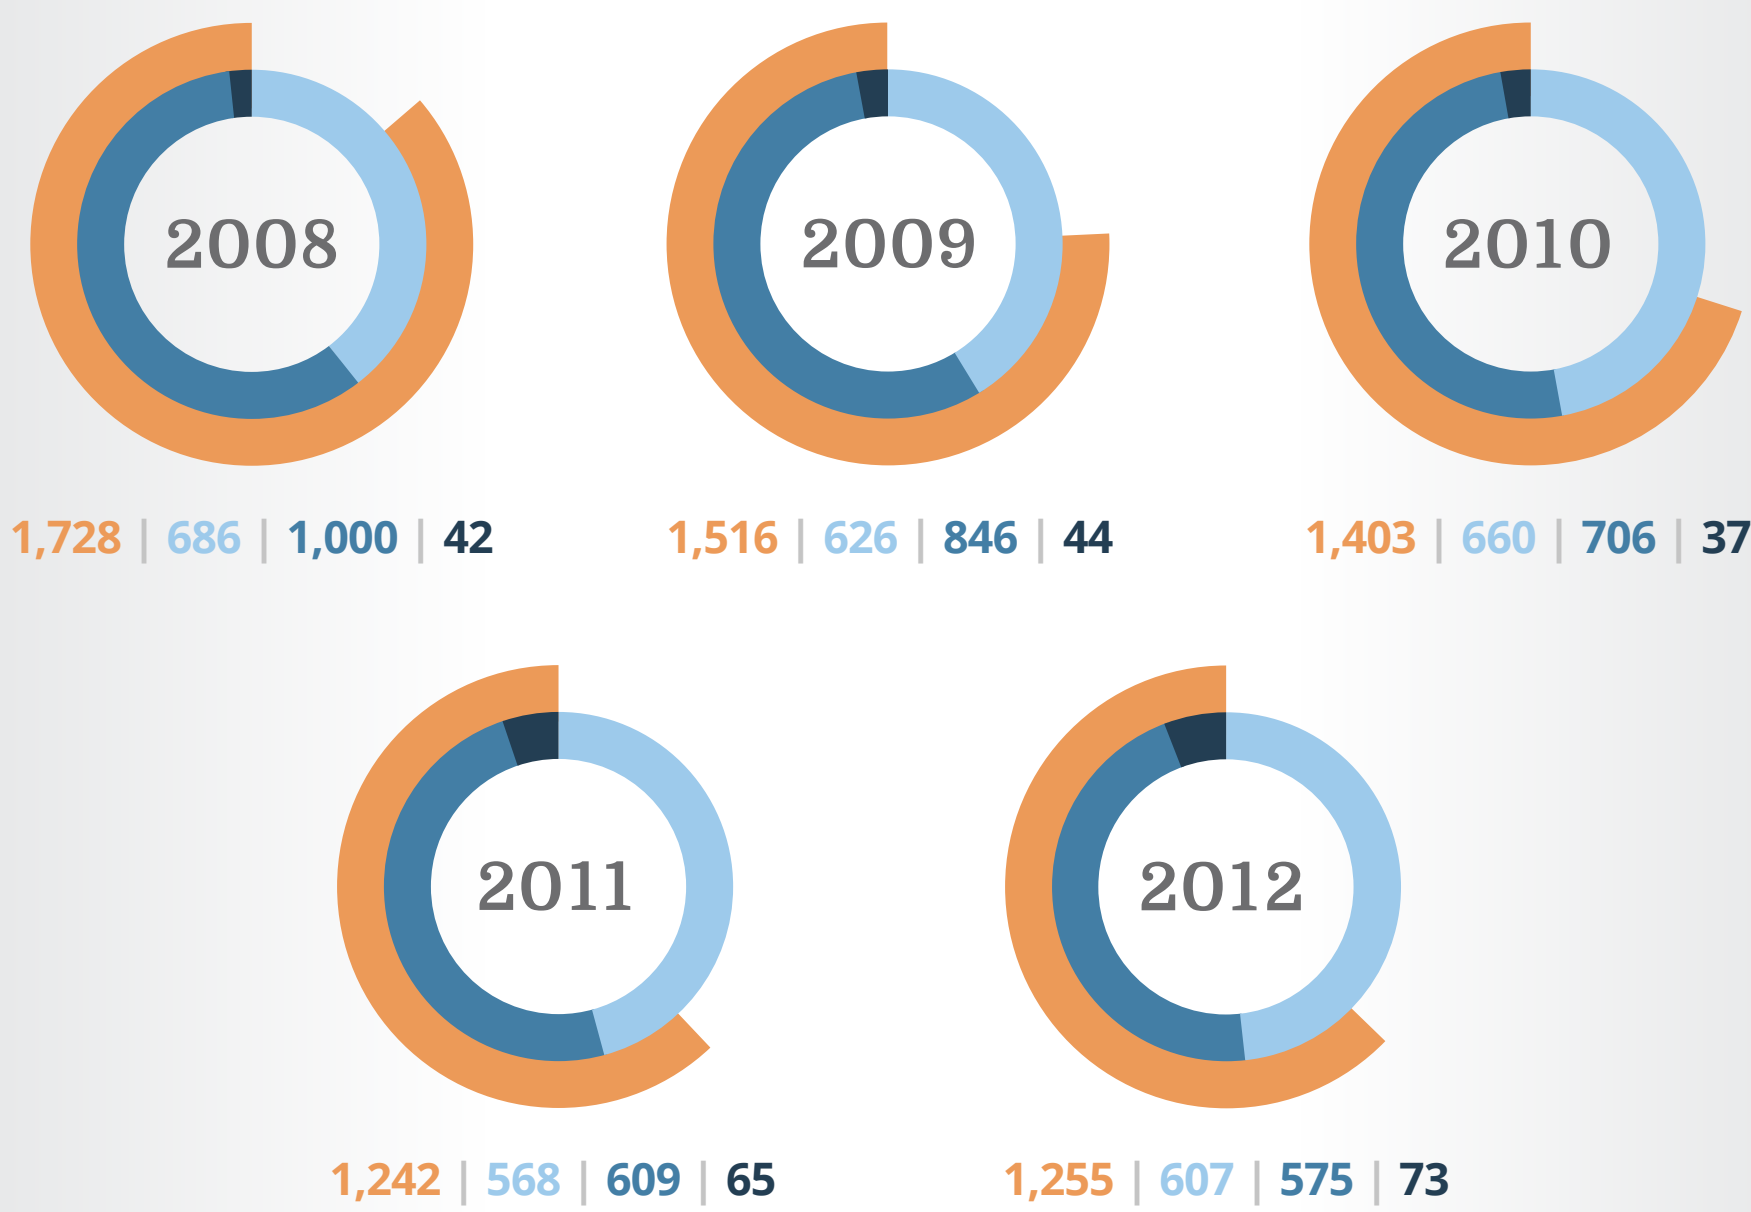 2008
2009
2010
1,728 | 686 | 1,000 | 42
1,516 | 626 | 846 | 44
1,403 | 660 | 706 | 37
2011
2012
1,242 | 568 | 609 | 65
1,255 | 607 | 575 | 73